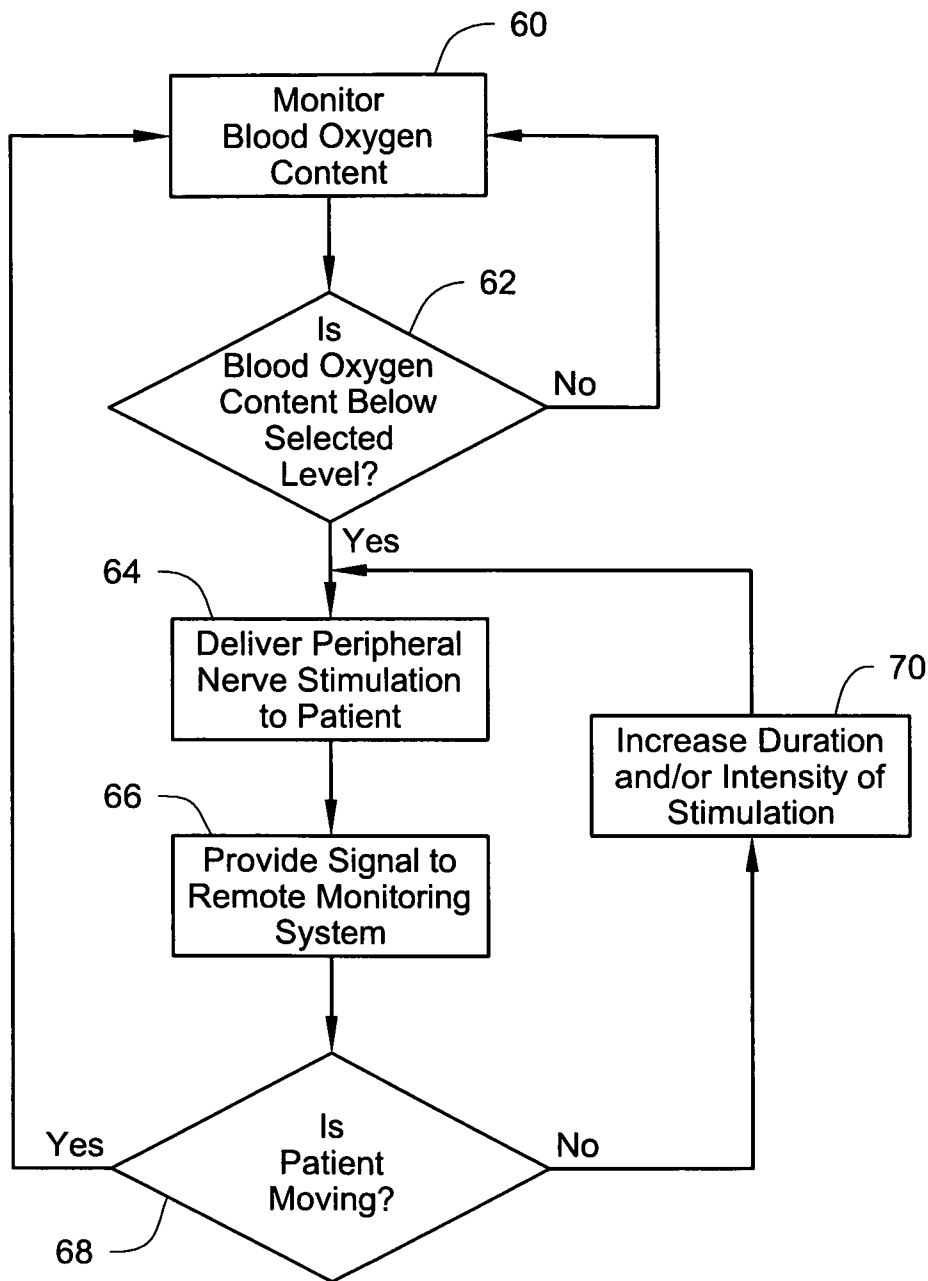 60
Monitor
Blood Oxygen
Content
62
Is
Blood Oxygen
Content Below
Selected
Level?
No
Yes
64
Deliver Peripheral
Nerve Stimulation
to Patient
70
Increase Duration
and/or Intensity of
Stimulation
66
Provide Signal to
Remote Monitoring
System
Yes
Is
Patient
Moving?
No
68